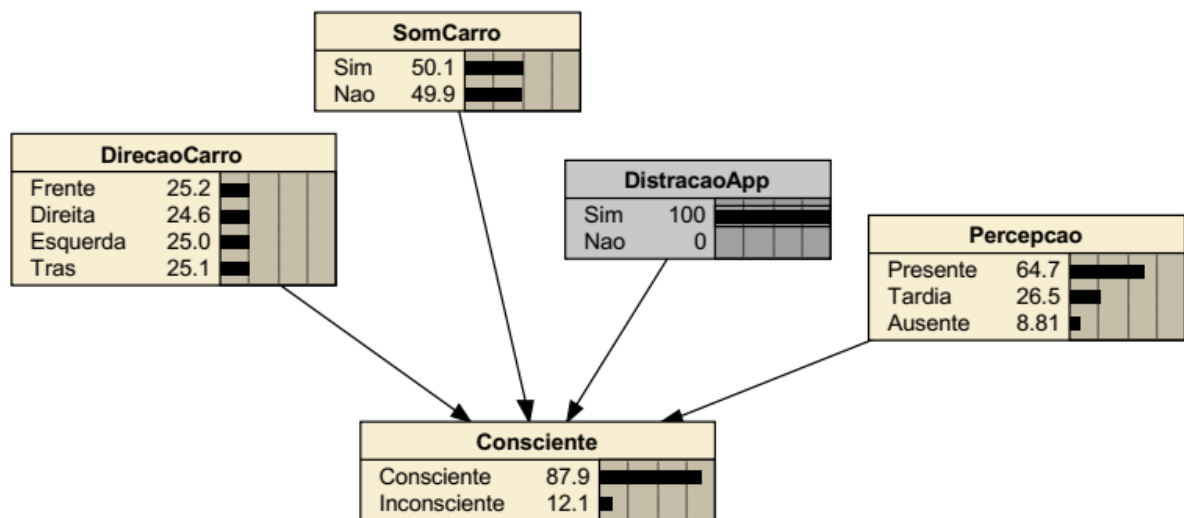 SomCarro
Sim 50.1
Nao 49.9
DirecaoCarro
Frente 25.2
Direita 24.6
Esquerda 25.0
Tras 25.1
DistracaoApp
Sim 100
Nao 0
Percepcao
Presente 64.7
Tardia 26.5
Ausente 8.81
Consciente
Consciente 87.9
Inconsciente 12.1